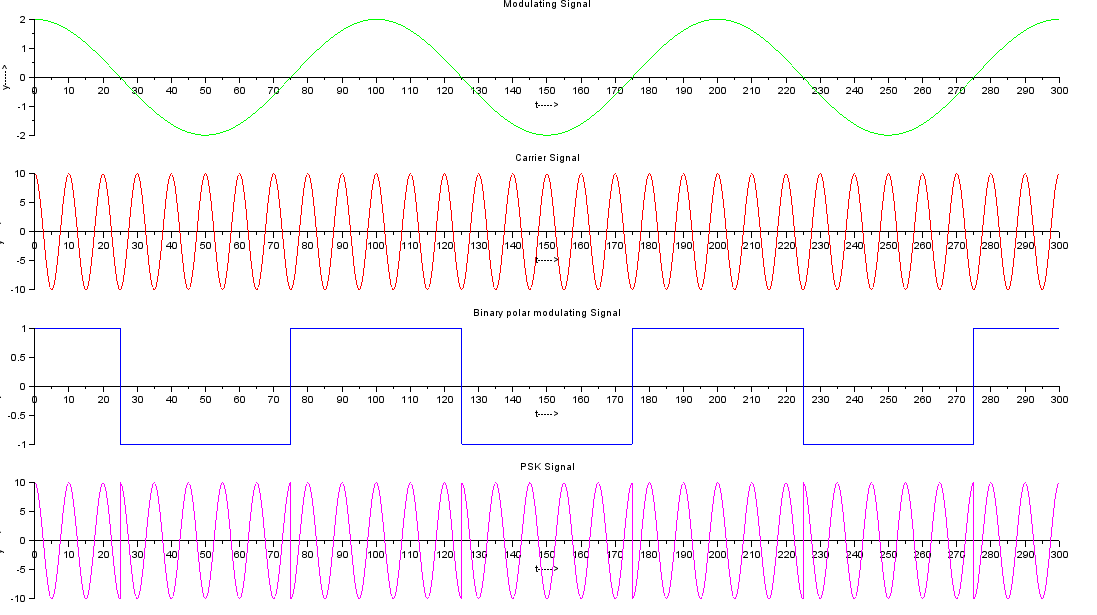 Modulating Signal
2
1
0
-1
-2
y---->
0 10 20 30 40 50 60 70 80 90 100 110 120 130 140 150 160 170 180 190 200 210 220 230 240 250 260 270 280 290 300
t----->
Carrier Signal
10
5
0
-5
-10
0 10 20 30 40 50 60 70 80 90 100 110 120 130 140 150 160 170 180 190 200 210 220 230 240 250 260 270 280 290 300
t----->
Binary polar modulating Signal
1
0.5
0
-0.5
-1
0 10 20 30 40 50 60 70 80 90 100 110 120 130 140 150 160 170 180 190 200 210 220 230 240 250 260 270 280 290 300
t----->
PSK Signal
10
5
0
-5
-10
0 10 20 30 40 50 60 70 80 90 100 110 120 130 140 150 160 170 180 190 200 210 220 230 240 250 260 270 280 290 300
t----->